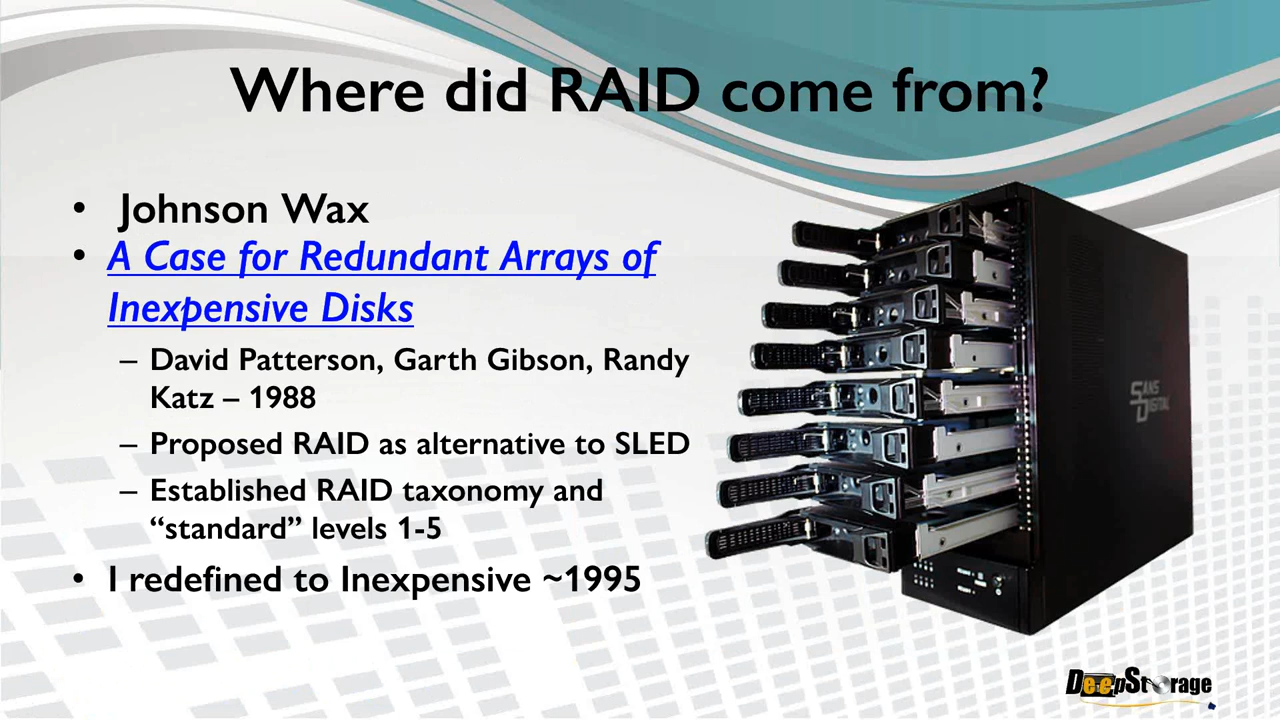 Where did RAID come from?
• Johnson Wax
• A Case for Redundant Arrays of
Inexpensive Disks
– David Patterson, Garth Gibson, Randy
Katz – 1988
– Proposed RAID as alternative to SLED
– Established RAID taxonomy and
“standard” levels 1-5
• I redefined to Inexpensive ~1995
SANS
DIGITAL
DeepStorage